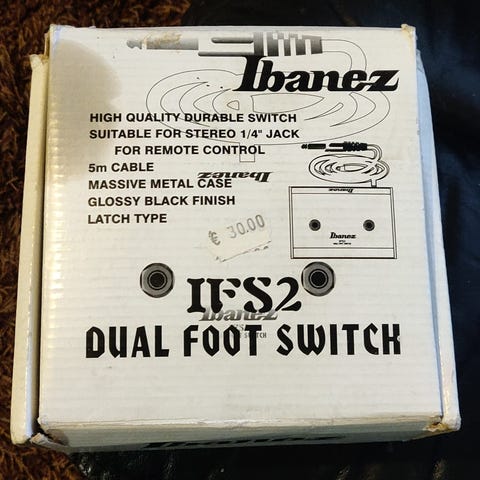 Ibanez
HIGH QUALITY DURABLE SWITCH
SUITABLE FOR STEREO 1/4" JACK
FOR REMOTE CONTROL
5m CABLE
Ibanez
MASSIVE METAL CASE
GLOSSY BLACK FINISH
LATCH TYPE
Ibanez
€ 30.00
IFS2
Ibanez
DUAL FOOT SWITCH
Ibanez